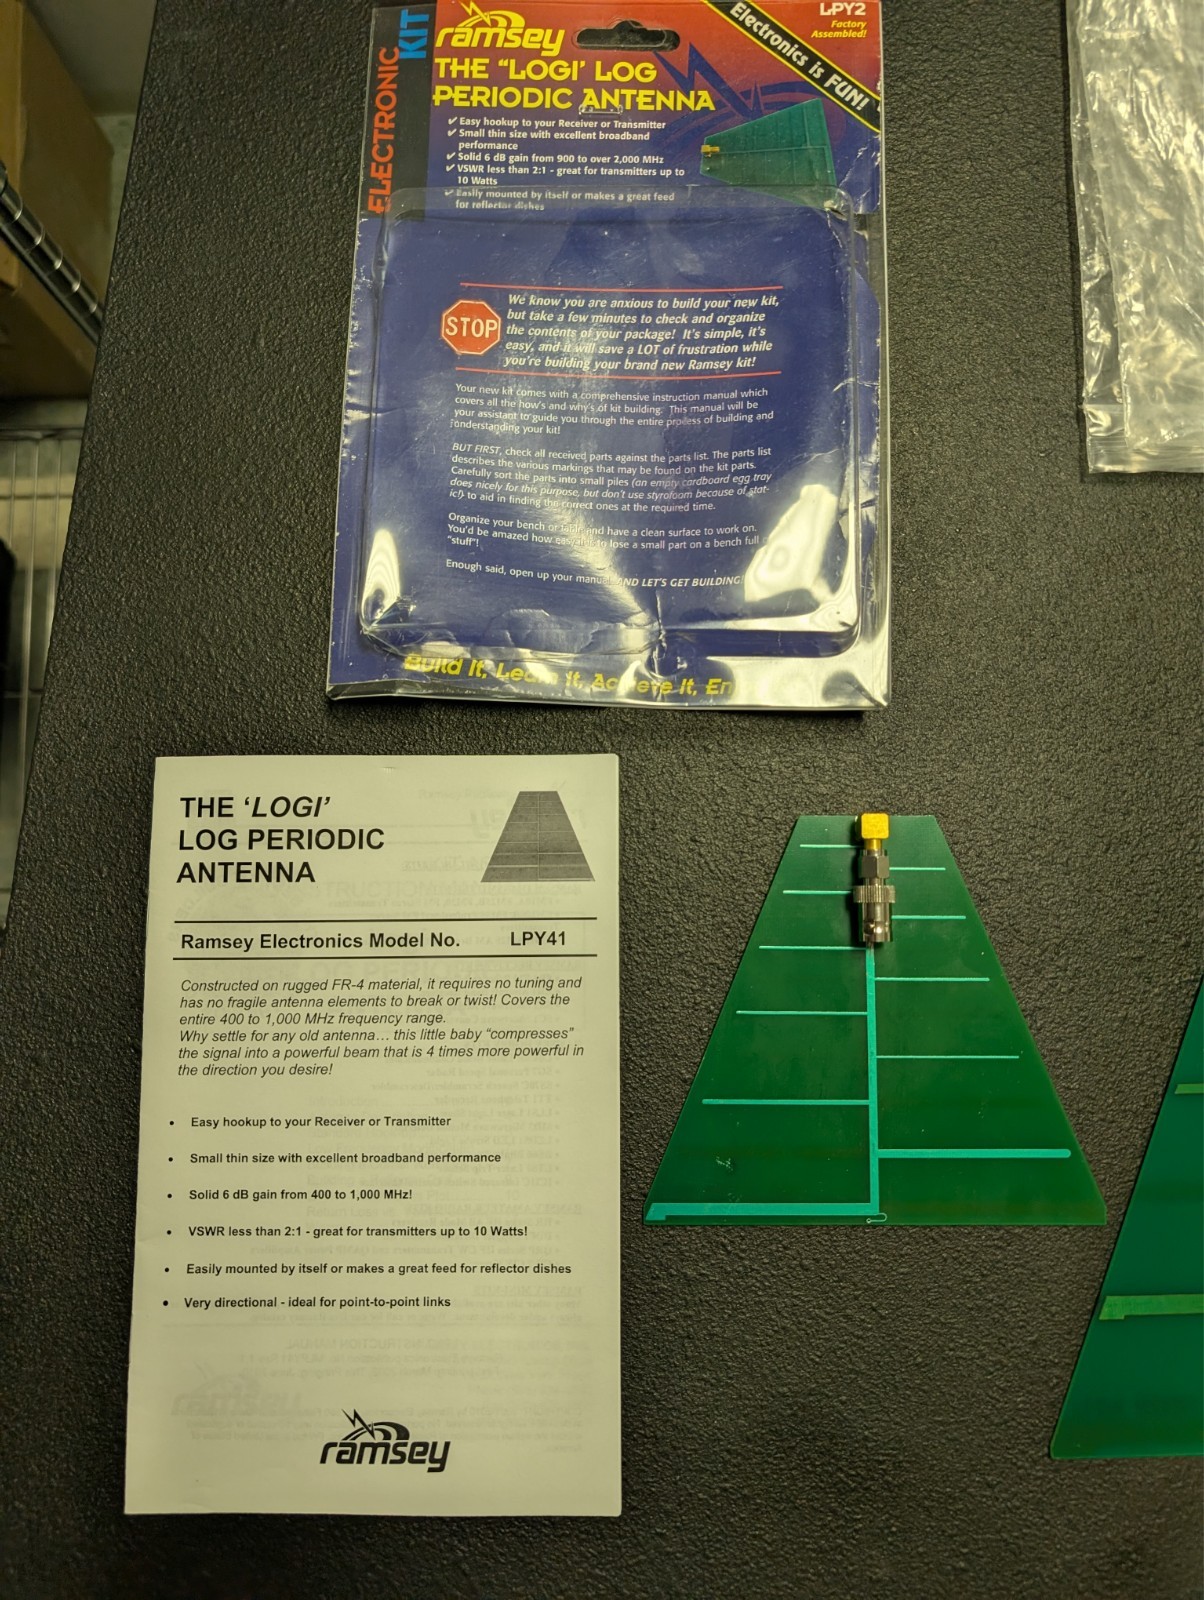 ELECTRONIC
KIT
ramsey
THE "LOGI' LOG
PERIODIC ANTENNA
LPY2
Factory
Assembled!
Electronics is FUN!
✔ Easy hookup to your Receiver or Transmitter
✔ Small thin size with excellent broadband
performance
✔ Solid 6 dB gain from 900 to over 2,000 MHz
✔ VSWR less than 2:1 - great for transmitters up to
10 Watts
✔ Easily mounted by itself or makes a great feed
for reflector dishes
STOP
We know you are anxious to build your new kit,
but take a few minutes to check and organize
the contents of your package! It's simple, it's
easy, and it will save a LOT of frustration while
you're building your brand new Ramsey kit!
Your new kit comes with a comprehensive instruction manual which
covers all the how's and why's of kit building. This manual will be
your assistant to guide you through the entire process of building and
understanding your kit!
BUT FIRST, check all received parts against the parts list. The parts list
describes the various markings that may be found on the kit parts.
Carefully sort the parts into small piles (an empty cardboard egg tray
does nicely for this purpose, but don't use styrofoam because of stat-
ic!) to aid in finding the correct ones at the required time.
Organize your bench or table and have a clean surface to work on.
You'd be amazed how easy to lose a small part on a bench full
"stuff"!
Enough said, open up your manual AND LET'S GET BUILDING!
Build It, Learn It, Achieve It, En
THE 'LOGI'
LOG PERIODIC
ANTENNA
Ramsey Electronics Model No. LPY41
Constructed on rugged FR-4 material, it requires no tuning and
has no fragile antenna elements to break or twist! Covers the
entire 400 to 1,000 MHz frequency range.
Why settle for any old antenna… this little baby "compresses"
the signal into a powerful beam that is 4 times more powerful in
the direction you desire!
• Easy hookup to your Receiver or Transmitter
• Small thin size with excellent broadband performance
• Solid 6 dB gain from 400 to 1,000 MHz!
• VSWR less than 2:1 - great for transmitters up to 10 Watts!
• Easily mounted by itself or makes a great feed for reflector dishes
• Very directional - ideal for point-to-point links
ramsey